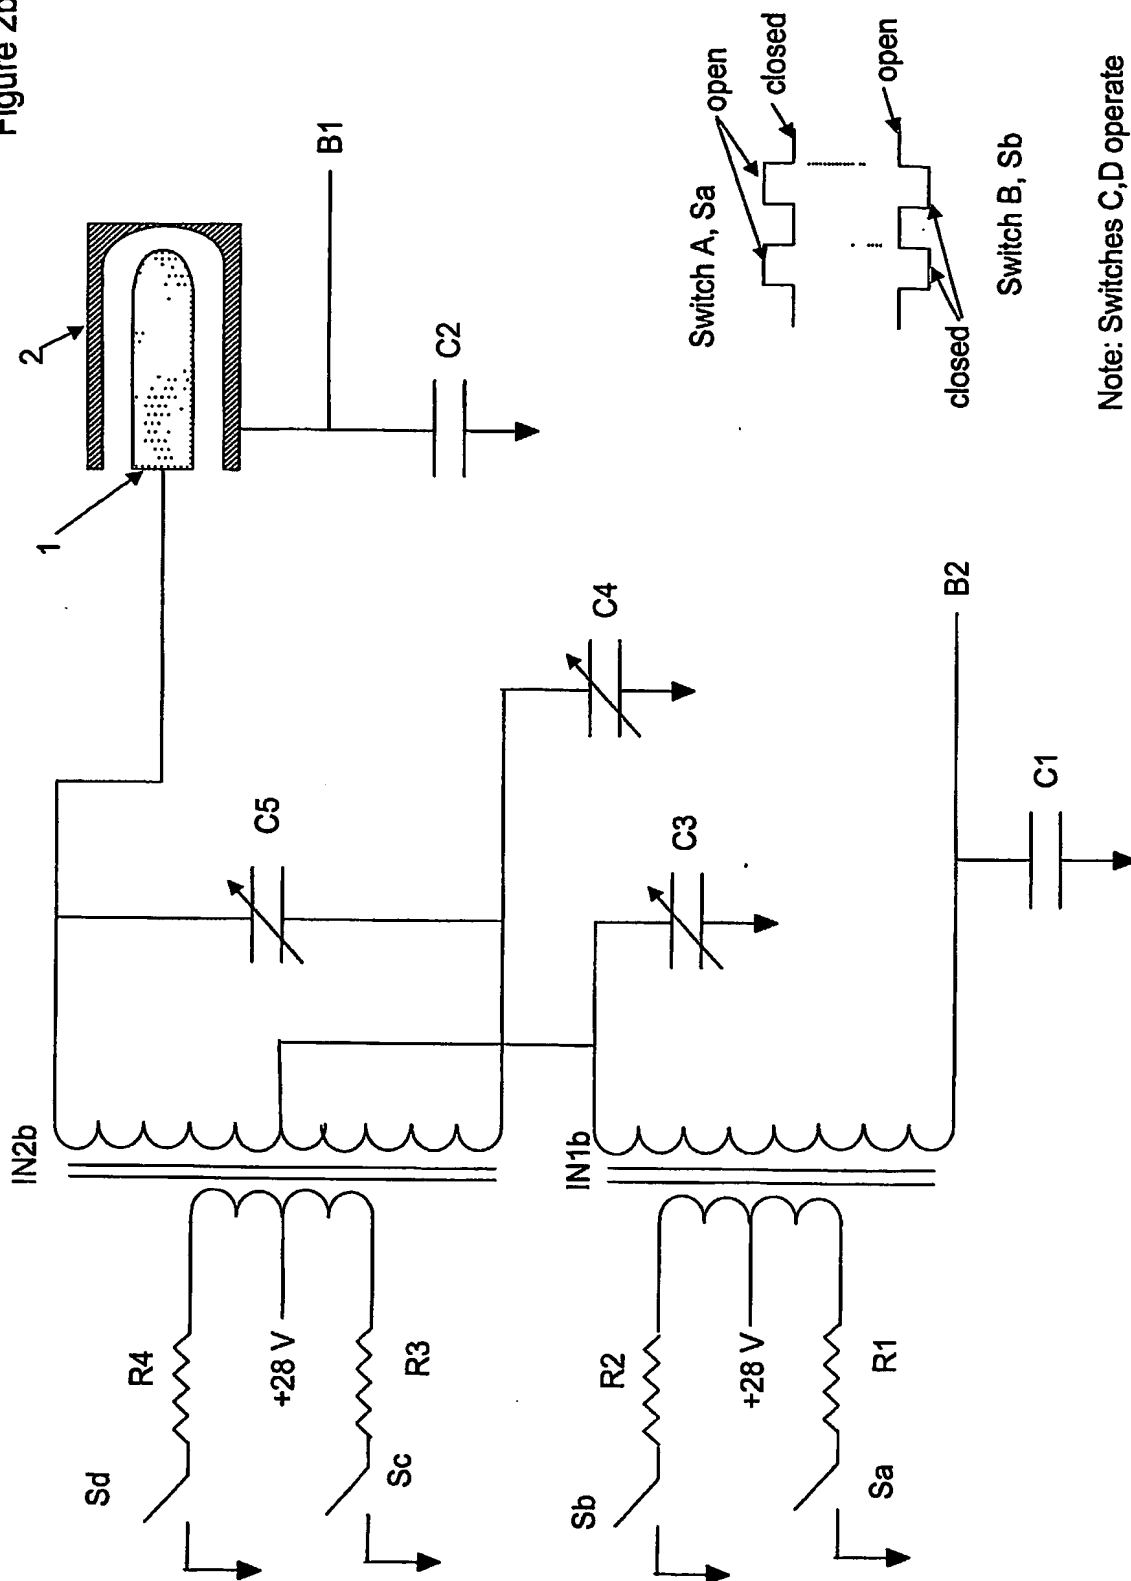 Figure 2b
2
1
B1
C2
C5
C4
C3
B2
C1
IN2b
IN1b
R4
+28 V
R3
Sd
Sc
R2
+28 V
R1
Sb
Sa
Switch A, Sa
open
closed
open
closed
Switch B, Sb
Note: Switches C,D operate